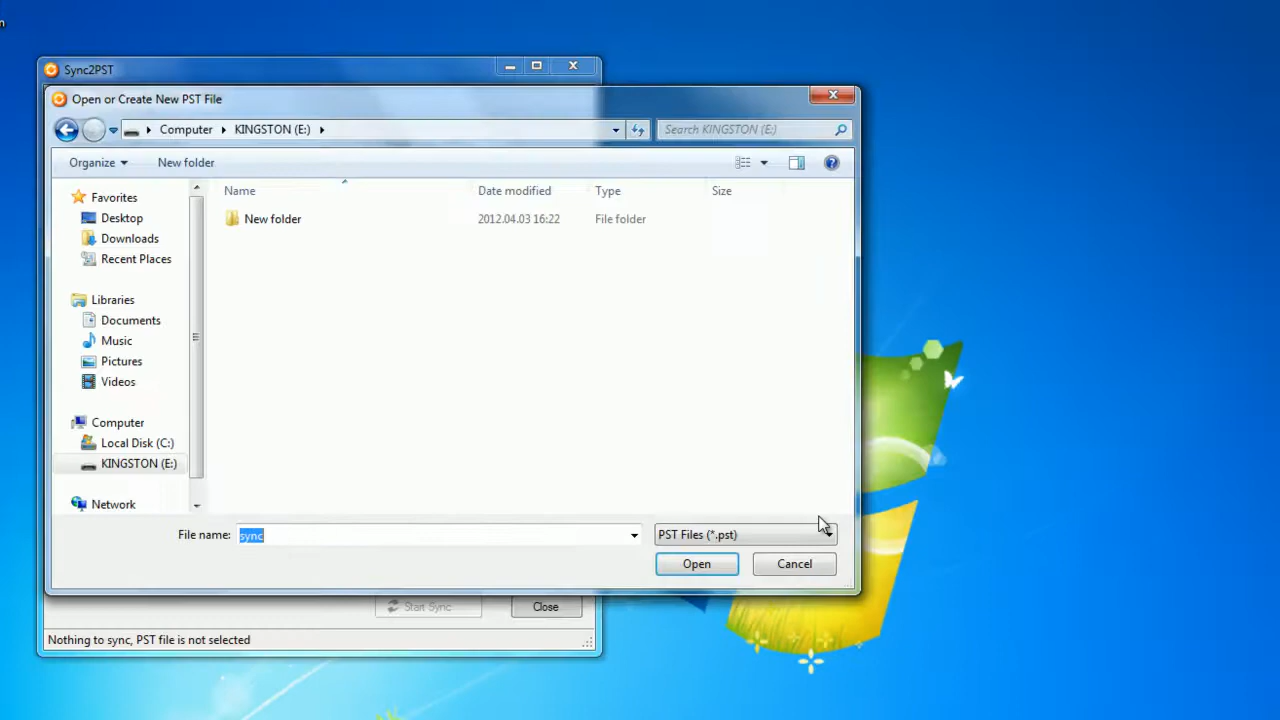 n
Sync2PST
Open or Create New PST File
Computer KINGSTON (E:) Search KINGSTON (E:)
Organize New folder
Name Date modified Type Size
New folder 2012.04.03 16:22 File folder
Favorites
Desktop
Downloads
Recent Places
Libraries
Documents
Music
Pictures
Videos
Computer
Local Disk (C:)
KINGSTON (E:)
Network
File name: sync PST Files (*.pst)
Open Cancel
Start Sync Close
Nothing to sync, PST file is not selected